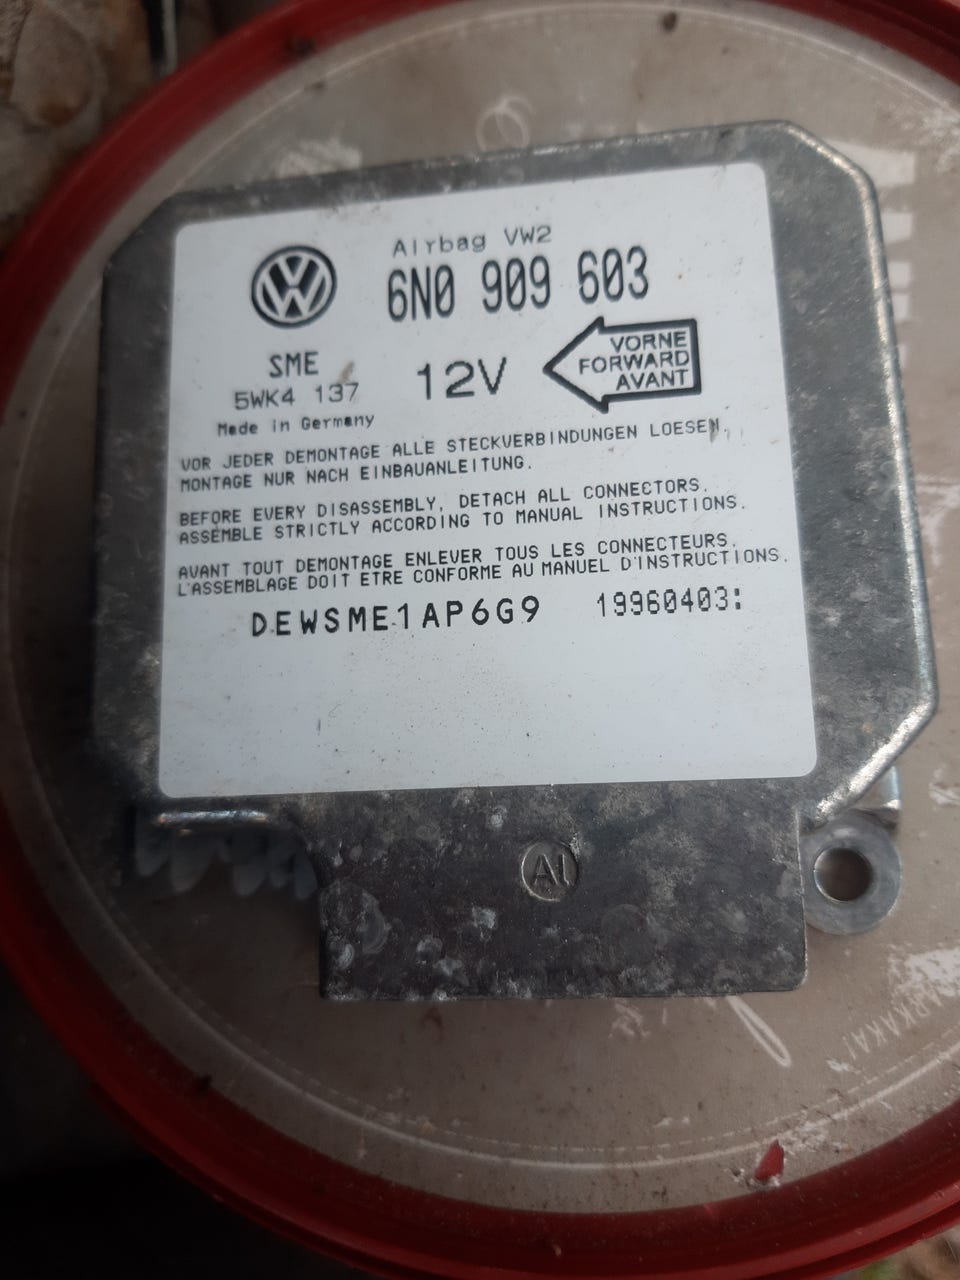 Airbag VW2
6N0 909 603
SME
12V
VORNE
FORWARD
AVANT
5WK4 137
Made in Germany
VOR JEDER DEMONTAGE ALLE STECKVERBINDUNGEN LOESEN,
MONTAGE NUR NACH EINBAUANLEITUNG.
BEFORE EVERY DISASSEMBLY, DETACH ALL CONNECTORS,
ASSEMBLE STRICTLY ACCORDING TO MANUAL INSTRUCTIONS.
AVANT TOUT DEMONTAGE ENLEVER TOUS LES CONNECTEURS,
L'ASSEMBLAGE DOIT ETRE CONFORME AU MANUEL D'INSTRUCTIONS.
DEWSME1AP6G9 19960403:
Al